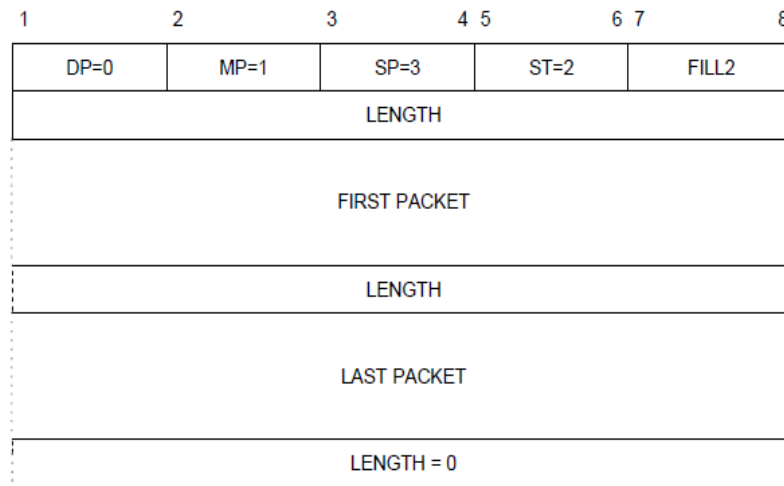 1 2 3 4 5 6 7 8
DP=0 MP=1 SP=3 ST=2 FILL2
LENGTH
FIRST PACKET
LENGTH
LAST PACKET
LENGTH = 0